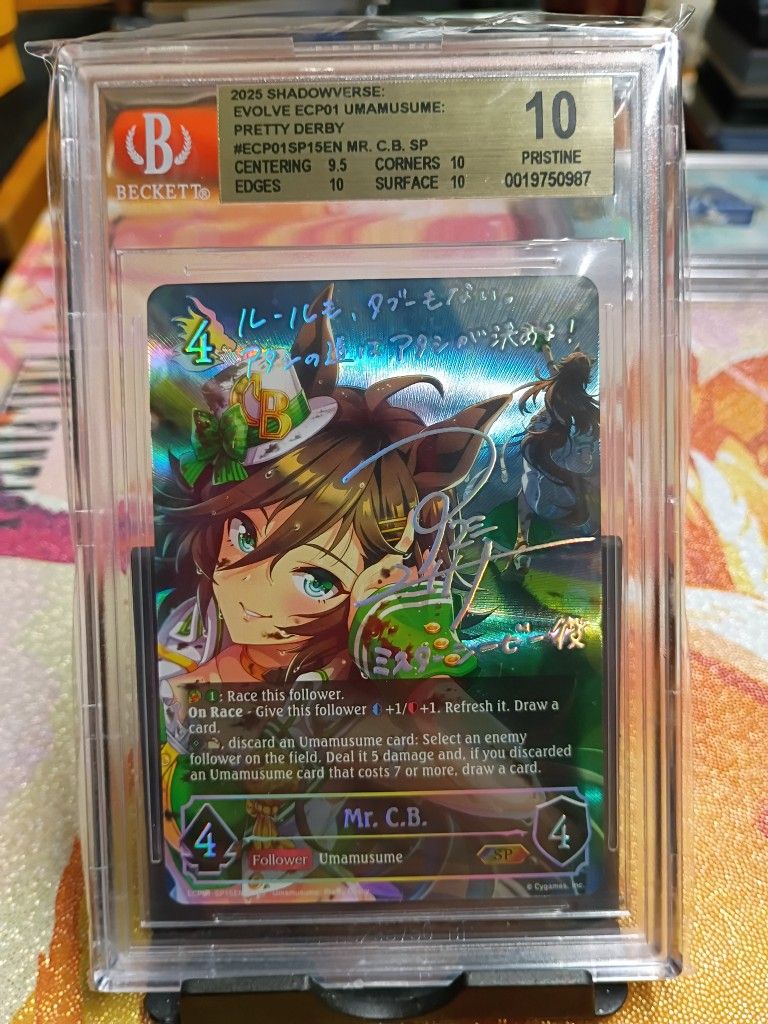 2025 SHADOWVERSE:
EVOLVE ECP01 UMAMUSUME:
PRETTY DERBY
#ECP01SP15EN MR. C.B. SP
CENTERING 9.5 CORNERS 10
EDGES 10 SURFACE 10
10
PRISTINE
0019750987
B
BECKETT®
4
ルールも、タブーもないっ
アタシの道はアタシが決める!
CB
ミスターシービー役
1 : Race this follower.
On Race - Give this follower +1/+1. Refresh it. Draw a
card.
, discard an Umamusume card: Select an enemy
follower on the field. Deal it 5 damage and, if you discarded
an Umamusume card that costs 7 or more, draw a card.
4
Mr. C.B.
4
Follower Umamusume
SP
© Cygames, Inc.